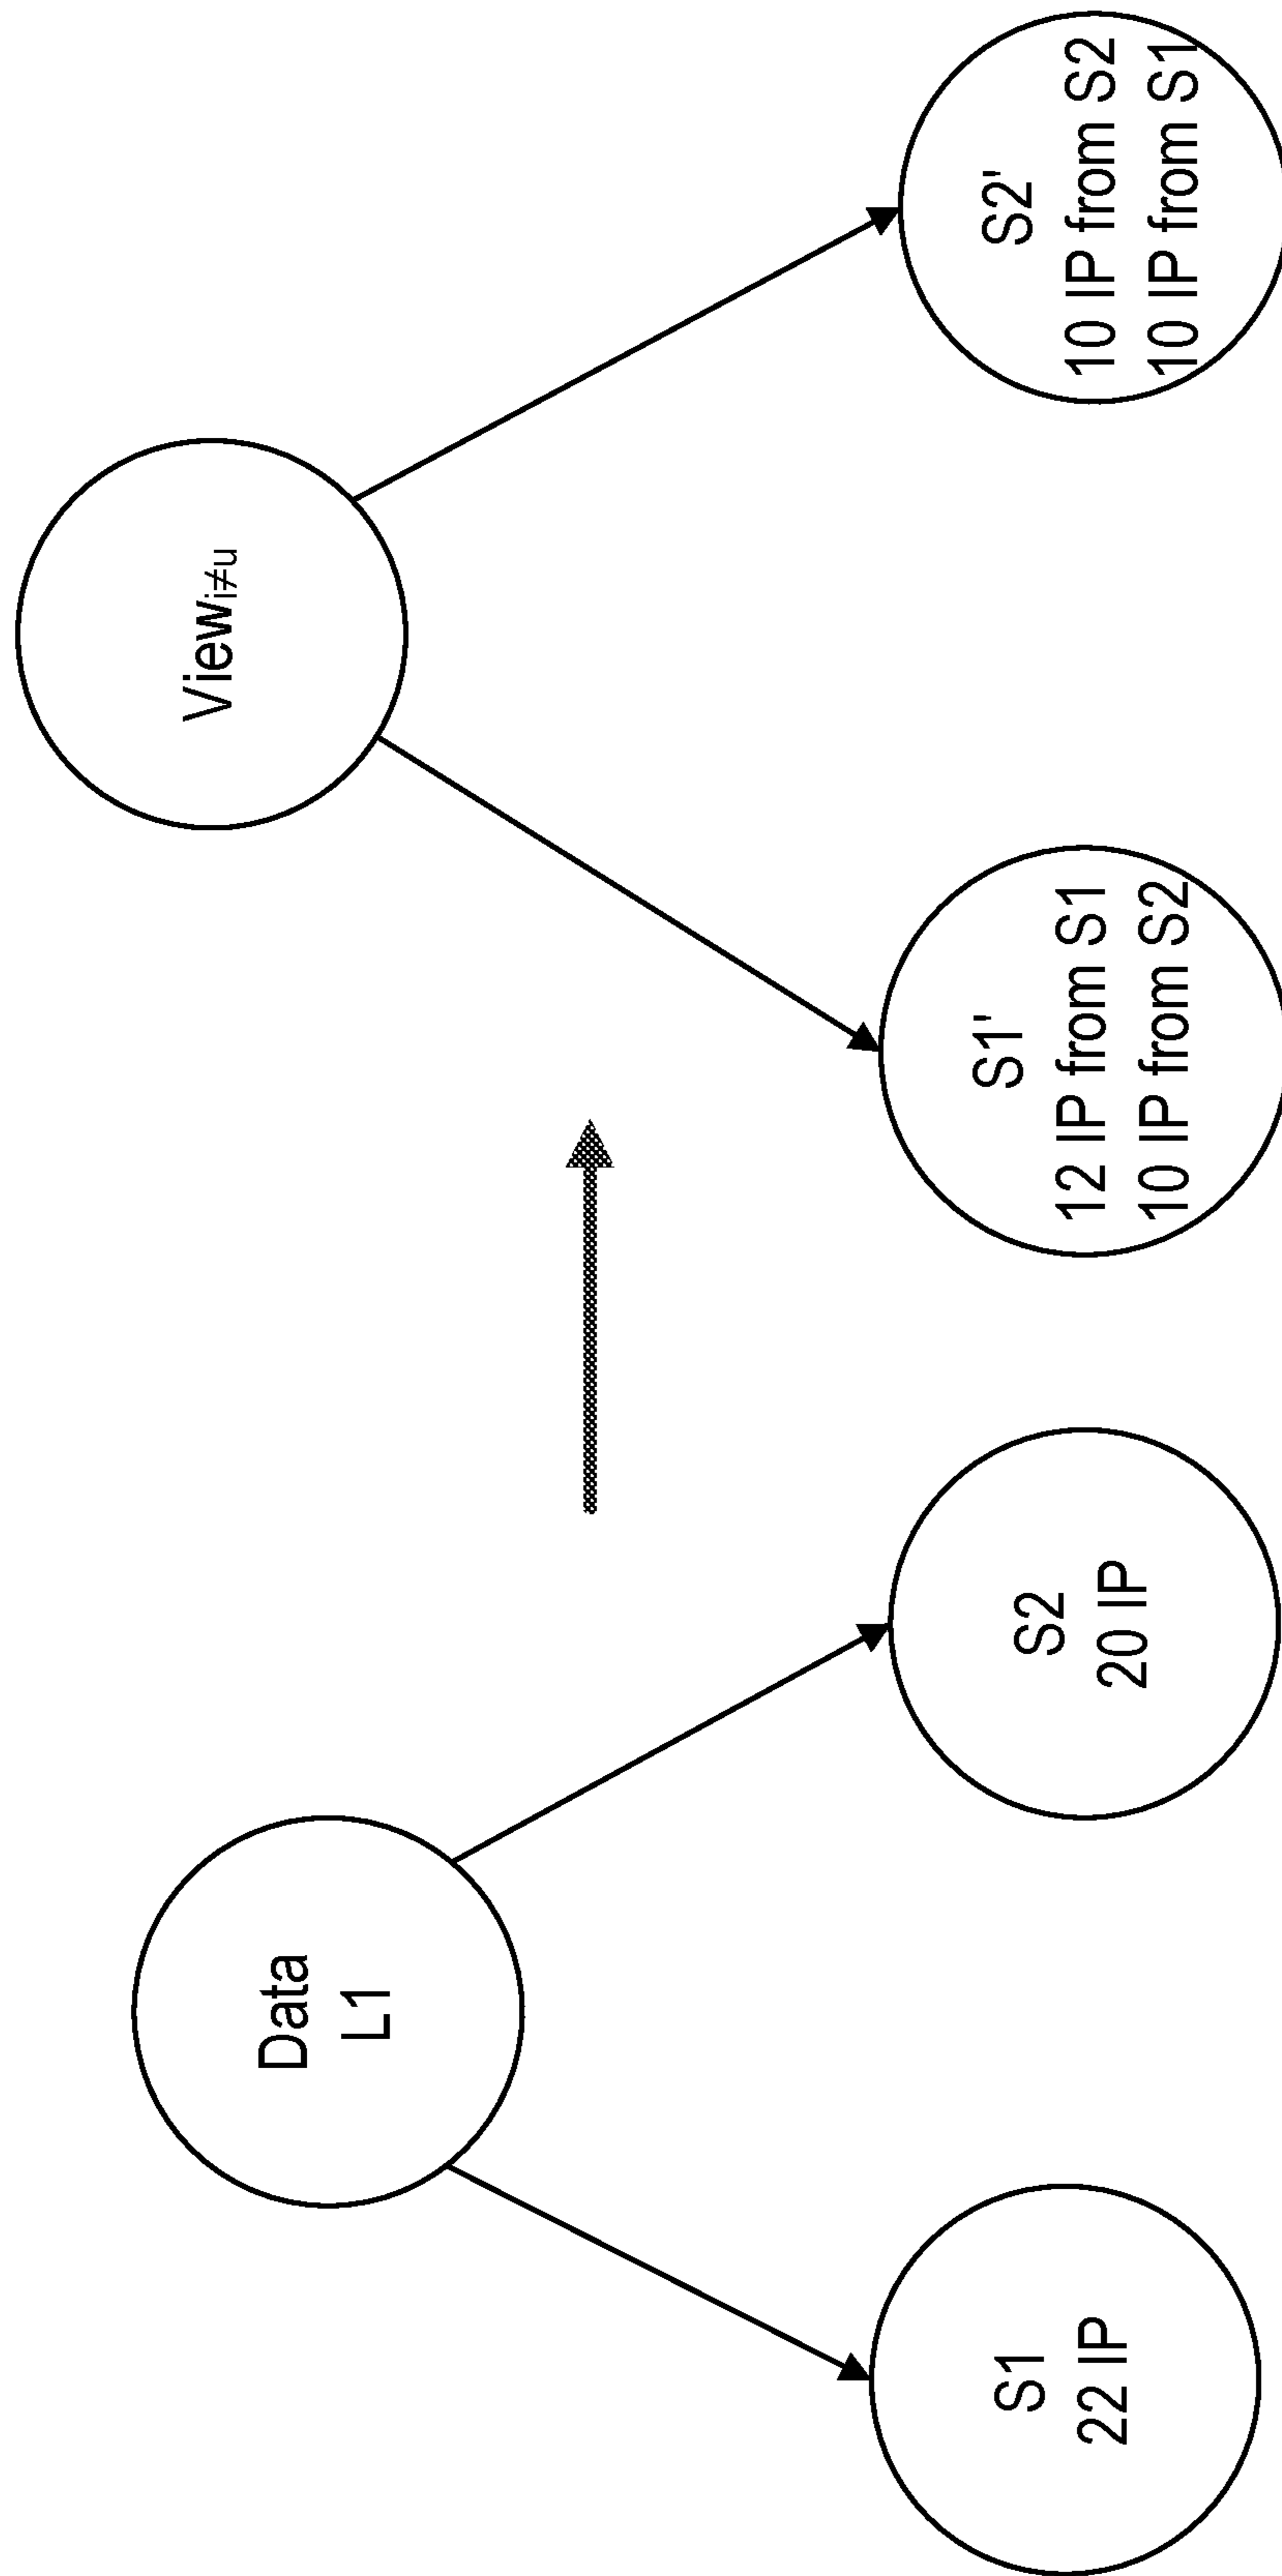 Data
L1
S1
22 IP
S2
20 IP
Viewi≠u
S1'
12 IP from S1
10 IP from S2
S2'
10 IP from S2
10 IP from S1